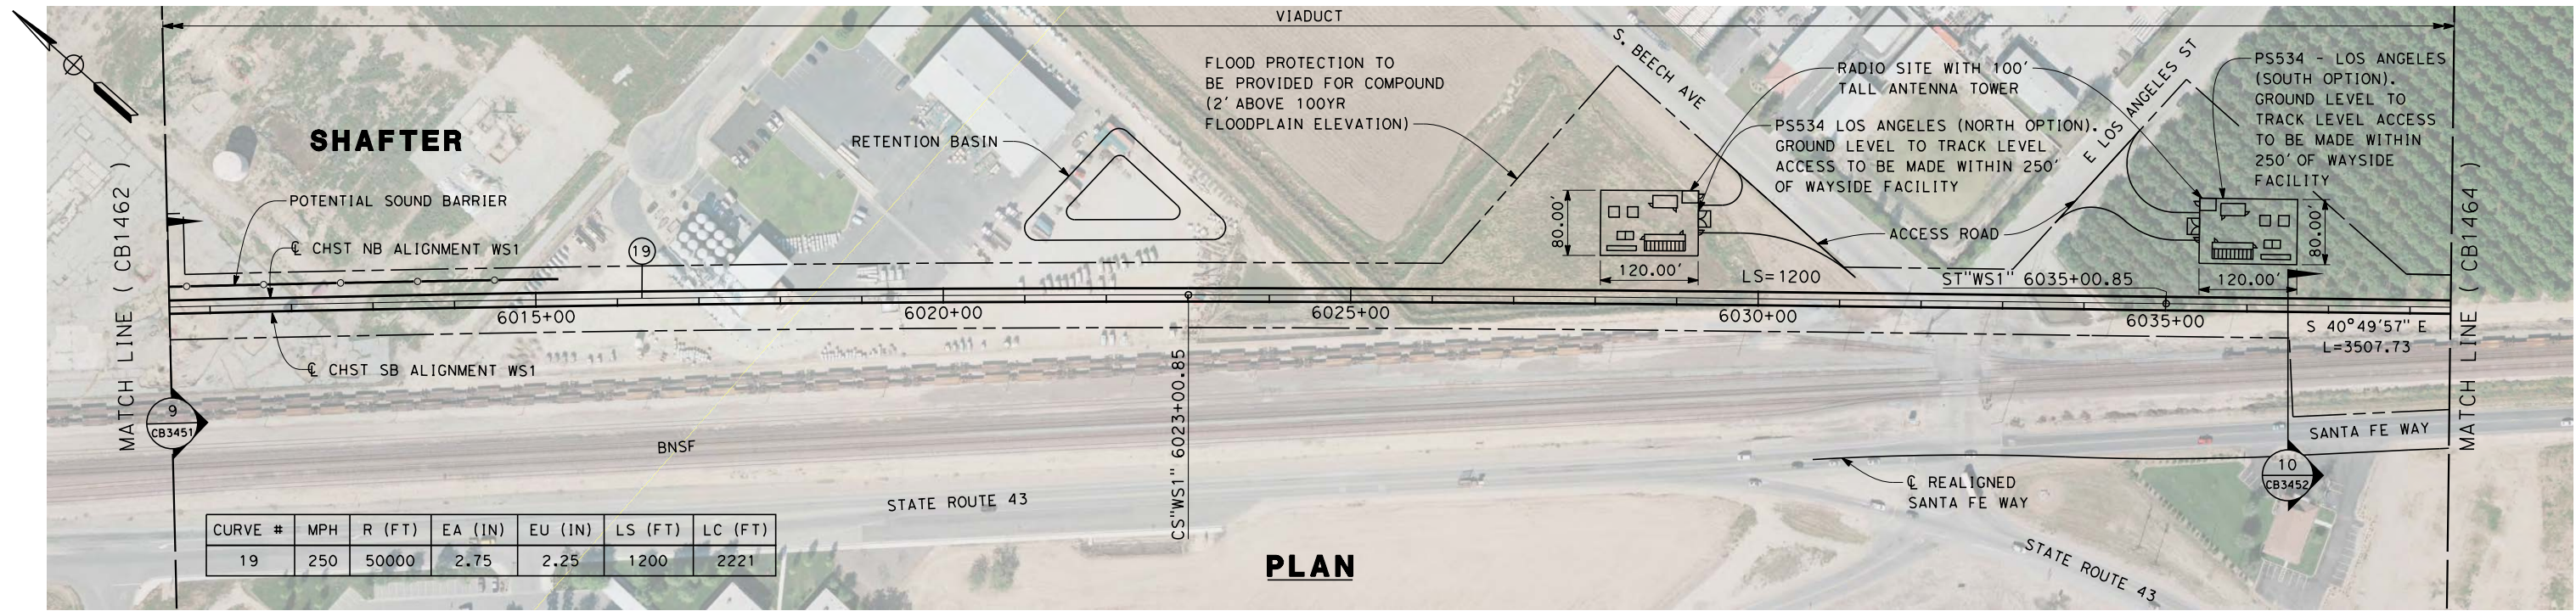 VIADUCT
S. BEECH AVE
E LOS ANGELES ST
FLOOD PROTECTION TO
BE PROVIDED FOR COMPOUND
(2' ABOVE 100YR
FLOODPLAIN ELEVATION)
RADIO SITE WITH 100'
TALL ANTENNA TOWER
PS534 - LOS ANGELES
(SOUTH OPTION).
GROUND LEVEL TO
TRACK LEVEL ACCESS
TO BE MADE WITHIN
250' OF WAYSIDE
FACILITY
PS534 LOS ANGELES (NORTH OPTION).
GROUND LEVEL TO TRACK LEVEL
ACCESS TO BE MADE WITHIN 250'
OF WAYSIDE FACILITY
SHAFTER
RETENTION BASIN
MATCH LINE ( CB1462 )
POTENTIAL SOUND BARRIER
℄ CHST NB ALIGNMENT WS1
19
80.00'
120.00'
ACCESS ROAD
80.00'
120.00'
MATCH LINE ( CB1464 )
LS=1200
ST"WS1" 6035+00.85
6015+00
6020+00
6025+00
6030+00
6035+00
S 40°49'57" E
L=3507.73
℄ CHST SB ALIGNMENT WS1
CS"WS1" 6023+00.85
9
CB3451
BNSF
SANTA FE WAY
10
CB3452
℄ REALIGNED
SANTA FE WAY
STATE ROUTE 43
STATE ROUTE 43
CURVE # MPH R (FT) EA (IN) EU (IN) LS (FT) LC (FT)
19 250 50000 2.75 2.25 1200 2221
PLAN